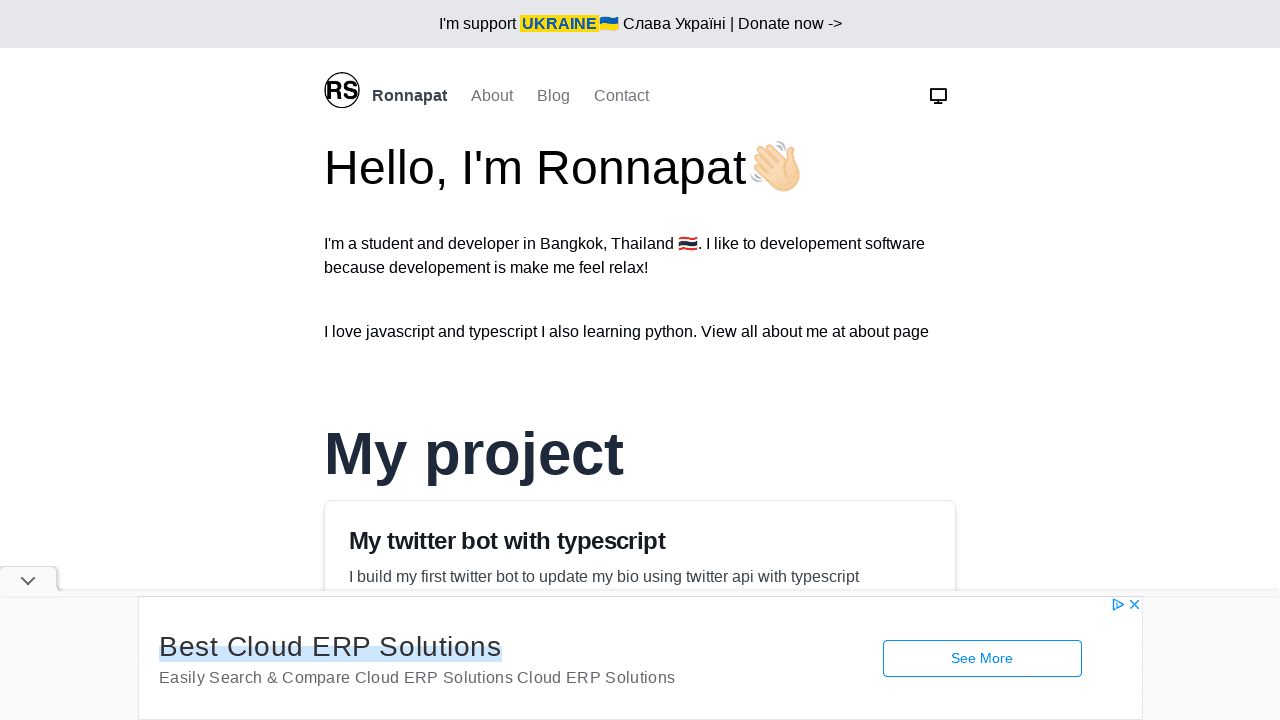 I'm support UKRAINE🇺🇦 Слава Україні | Donate now ->
RS Ronnapat About Blog Contact
Hello, I'm Ronnapat👋🏻
I'm a student and developer in Bangkok, Thailand 🇹🇭. I like to developement software
because developement is make me feel relax!
I love javascript and typescript I also learning python. View all about me at about page
My project
My twitter bot with typescript
I build my first twitter bot to update my bio using twitter api with typescript
Best Cloud ERP Solutions
Easily Search & Compare Cloud ERP Solutions Cloud ERP Solutions
See More